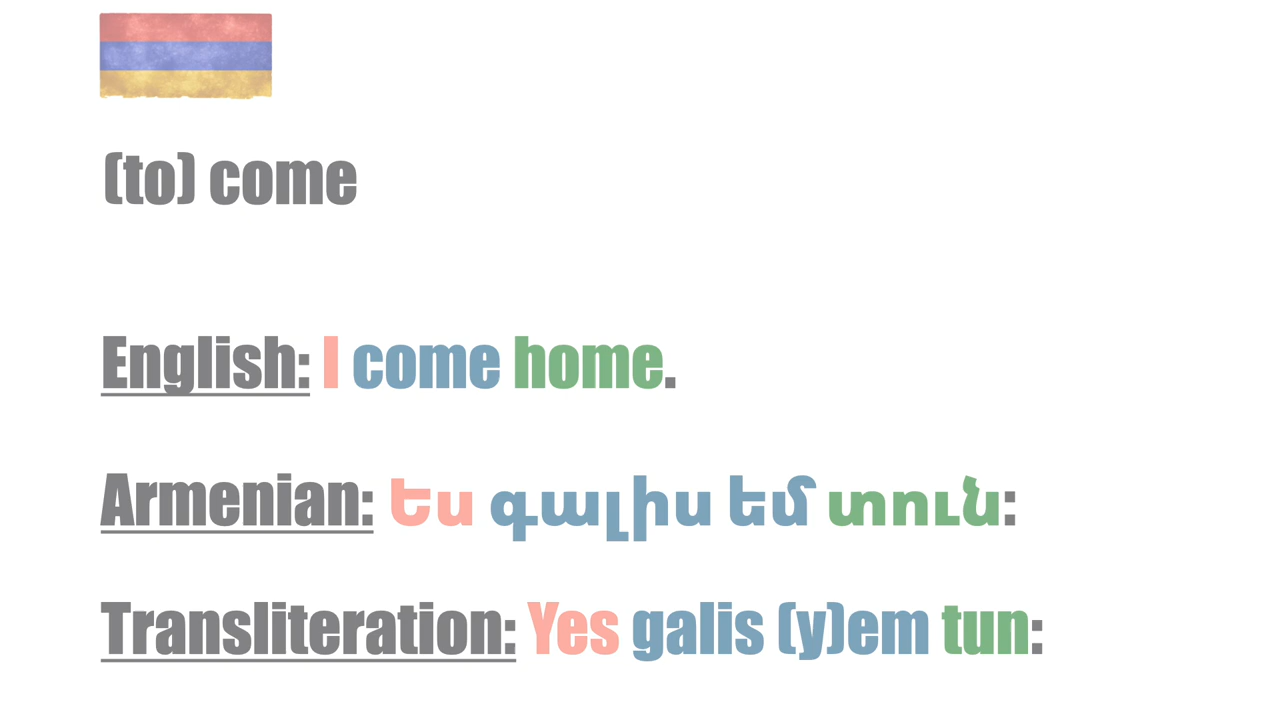 (to) come
English: I come home.
Armenian: Ես գալիս եմ տուն:
Transliteration: Yes galis (y)em tun: